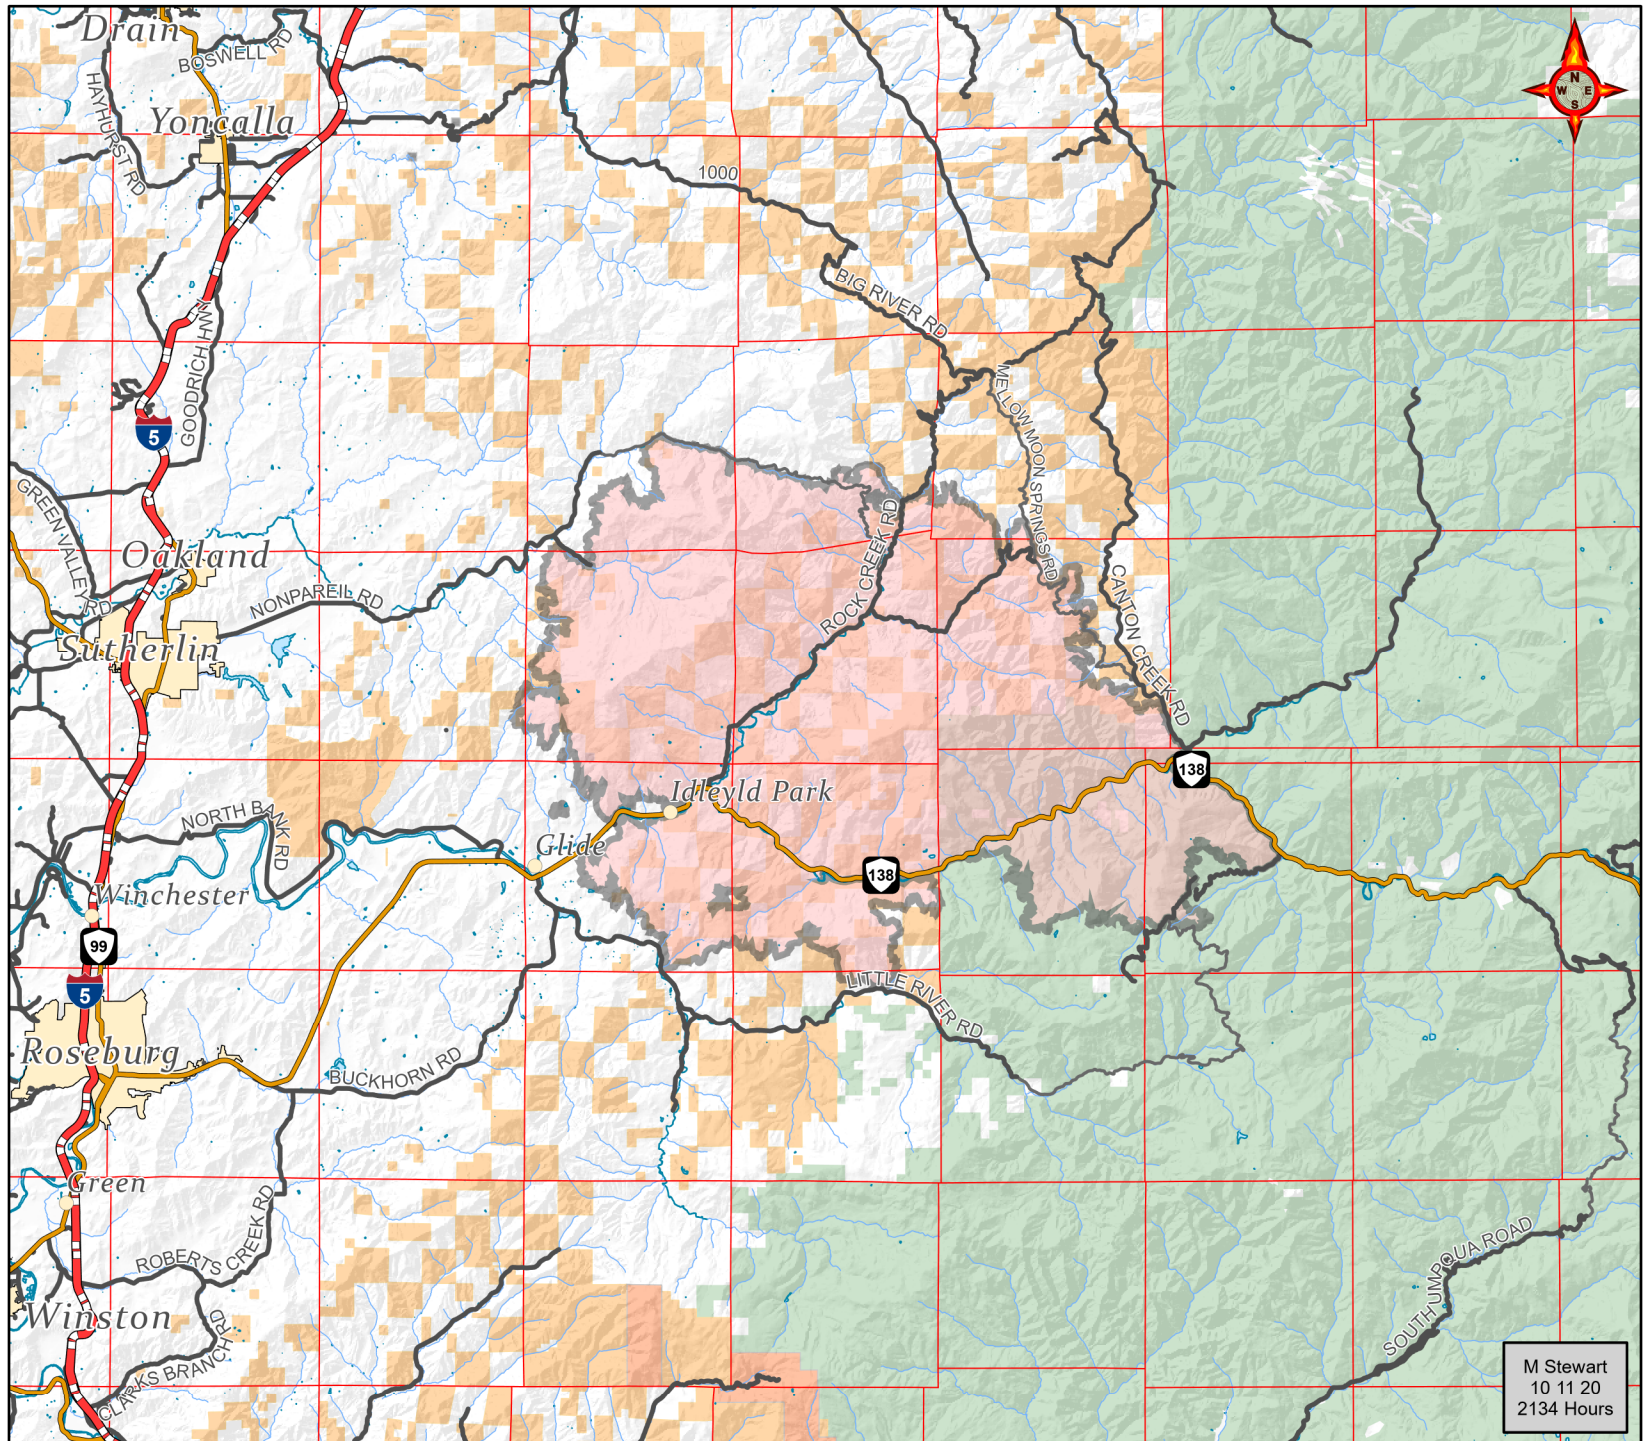 Drain
BOSWELL RD
HAYHURST RD
Yoncalla
N
W E
S
1000
BIG RIVER RD
GOODRICH HWY
5
MELLOW MOON SPRINGS RD
GREEN VALLEY RD
Oakland
NONPAREIL RD
ROCK CREEK RD
CANTON CREEK RD
Sutherlin
138
Idleyld Park
NORTH BANK RD
Glide
138
Winchester
99
5
LITTLE RIVER RD
Roseburg
BUCKHORN RD
Green
ROBERTS CREEK RD
SOUTH UMPQUA ROAD
Winston
CLARKS BRANCH RD
M Stewart
10 11 20
2134 Hours